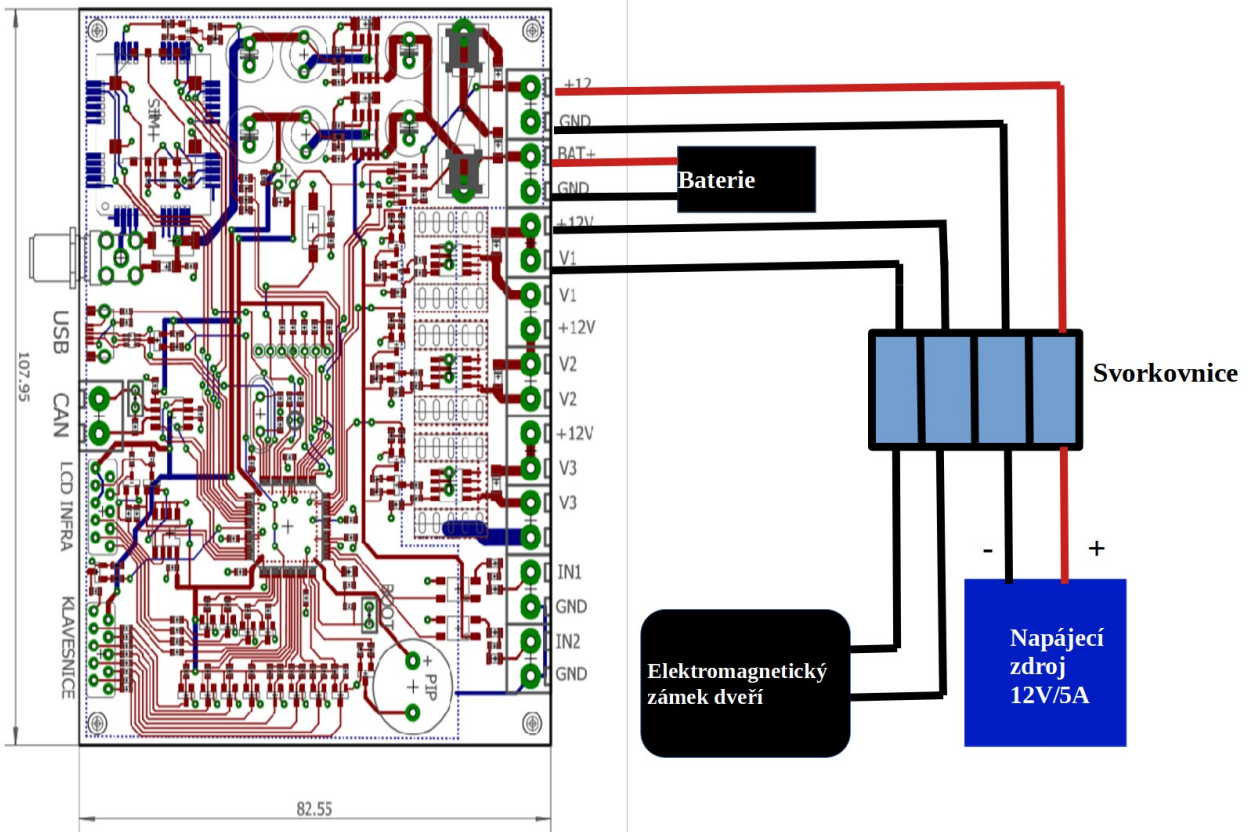 SIM+
+12
GND
BAT+
GND
+12V
V1
V1
+12V
V2
V2
+12V
V3
V3
IN1
GND
IN2
GND
USB
CAN
LCD INFRA
KLAVESNICE
BOOT
+
PIP
107.95
82.55
Baterie
Svorkovnice
-
+
Elektromagnetický
zámek dveří
Napájecí
zdroj
12V/5A